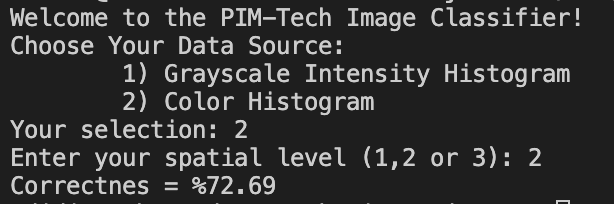 Welcome to the PIM-Tech Image Classifier!
Choose Your Data Source:
1) Grayscale Intensity Histogram
2) Color Histogram
Your selection: 2
Enter your spatial level (1,2 or 3): 2
Correctnes = %72.69